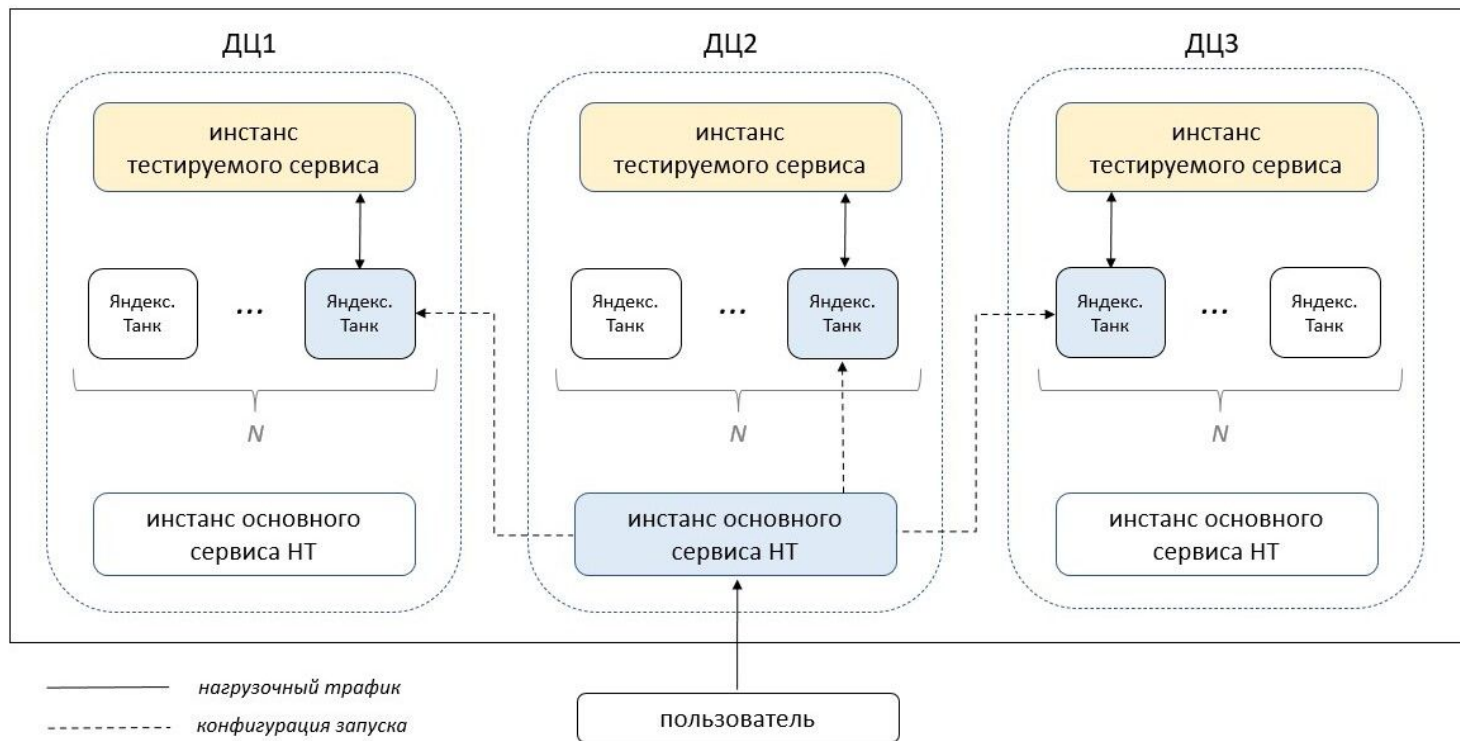 ДЦ1
ДЦ2
ДЦ3
инстанс
тестируемого сервиса
инстанс
тестируемого сервиса
инстанс
тестируемого сервиса
Яндекс.
Танк
...
Яндекс.
Танк
Яндекс.
Танк
...
Яндекс.
Танк
Яндекс.
Танк
...
Яндекс.
Танк
N
N
N
инстанс основного
сервиса НТ
инстанс основного
сервиса НТ
инстанс основного
сервиса НТ
нагрузочный трафик
конфигурация запуска
пользователь